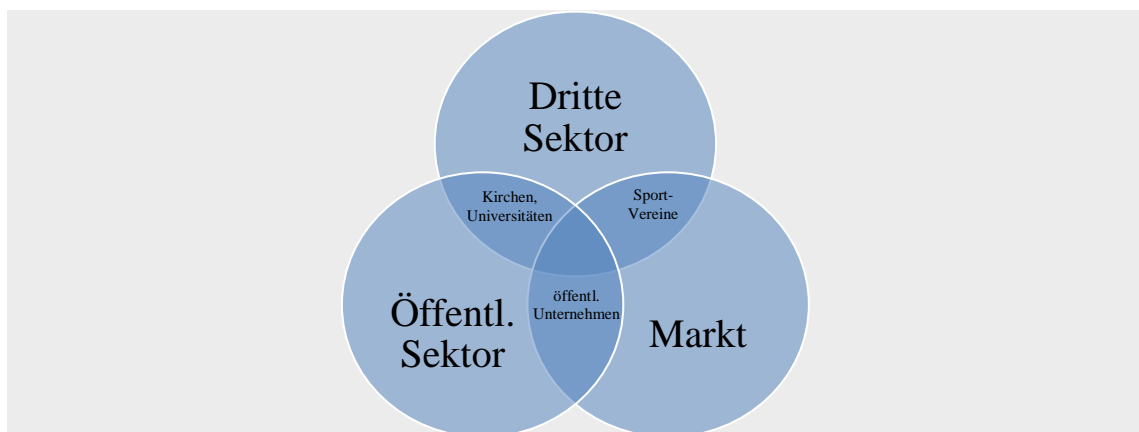 Dritte
Sektor
Kirchen,
Universitäten
Sport-
Vereine
Öffentl.
Sektor
öffentl.
Unternehmen
Markt